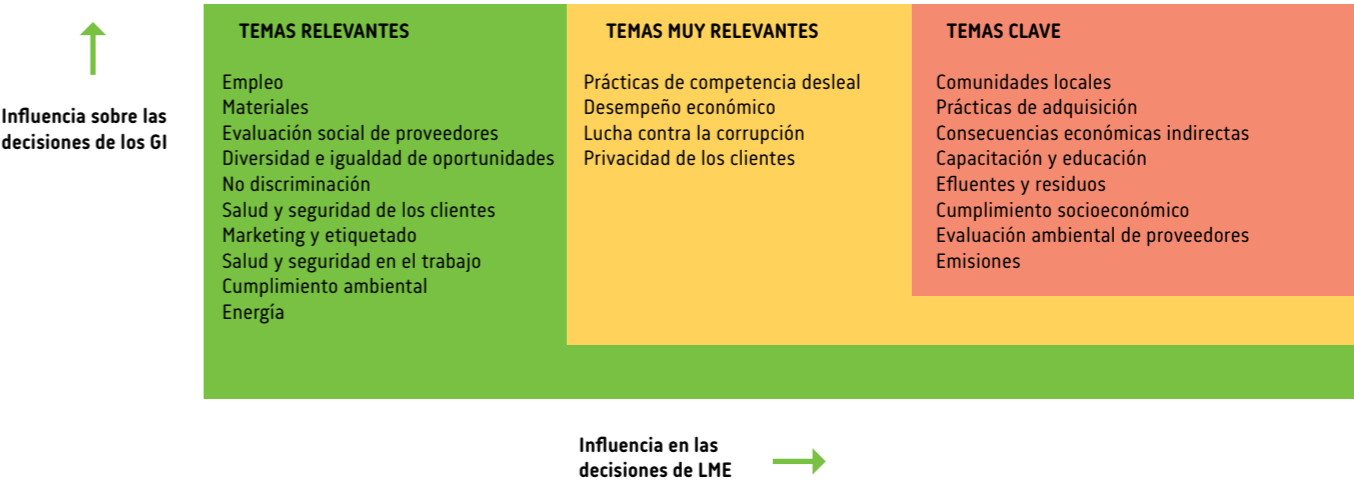 Influencia sobre las
decisiones de los GI
TEMAS RELEVANTES
Empleo
Materiales
Evaluación social de proveedores
Diversidad e igualdad de oportunidades
No discriminación
Salud y seguridad de los clientes
Marketing y etiquetado
Salud y seguridad en el trabajo
Cumplimiento ambiental
Energía
TEMAS MUY RELEVANTES
Prácticas de competencia desleal
Desempeño económico
Lucha contra la corrupción
Privacidad de los clientes
TEMAS CLAVE
Comunidades locales
Prácticas de adquisición
Consecuencias económicas indirectas
Capacitación y educación
Efluentes y residuos
Cumplimiento socioeconómico
Evaluación ambiental de proveedores
Emisiones
Influencia en las
decisiones de LME